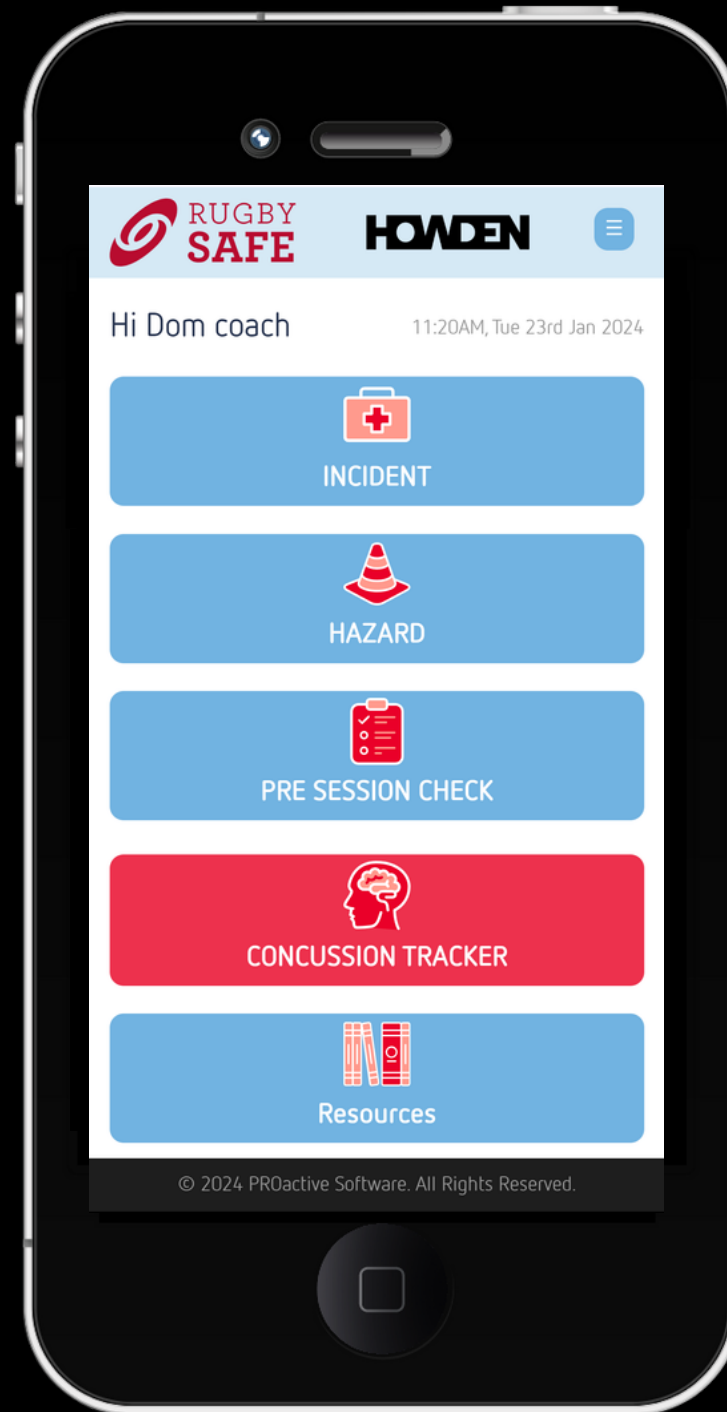 RUGBY
SAFE
HOWDEN
Hi Dom coach
11:20AM, Tue 23rd Jan 2024
INCIDENT
HAZARD
PRE SESSION CHECK
CONCUSSION TRACKER
Resources
© 2024 PROactive Software. All Rights Reserved.